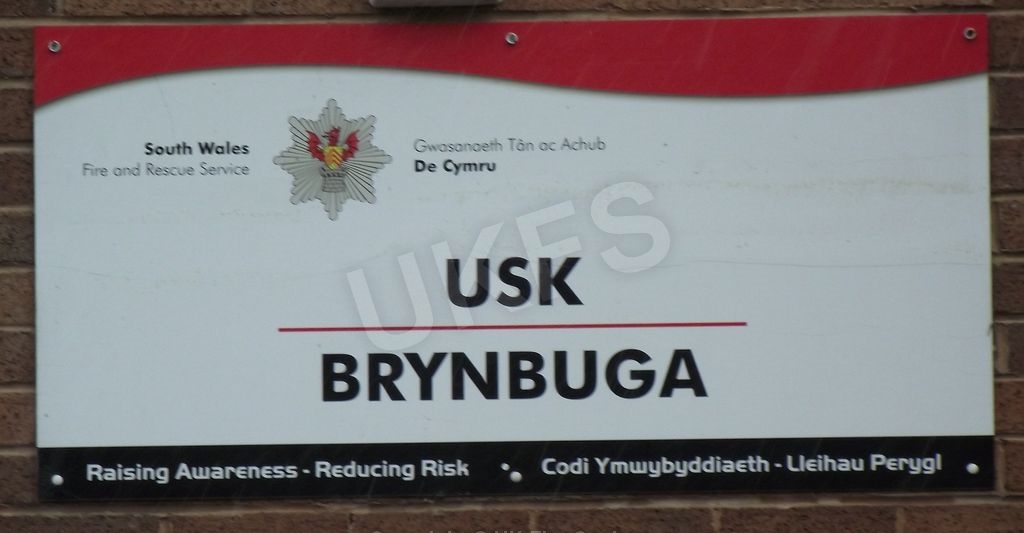 South Wales
Fire and Rescue Service
Gwasanaeth Tân ac Achub
De Cymru
UKFS
USK
BRYNBUGA
Raising Awareness - Reducing Risk
Codi Ymwybyddiaeth - Lleihau Perygl